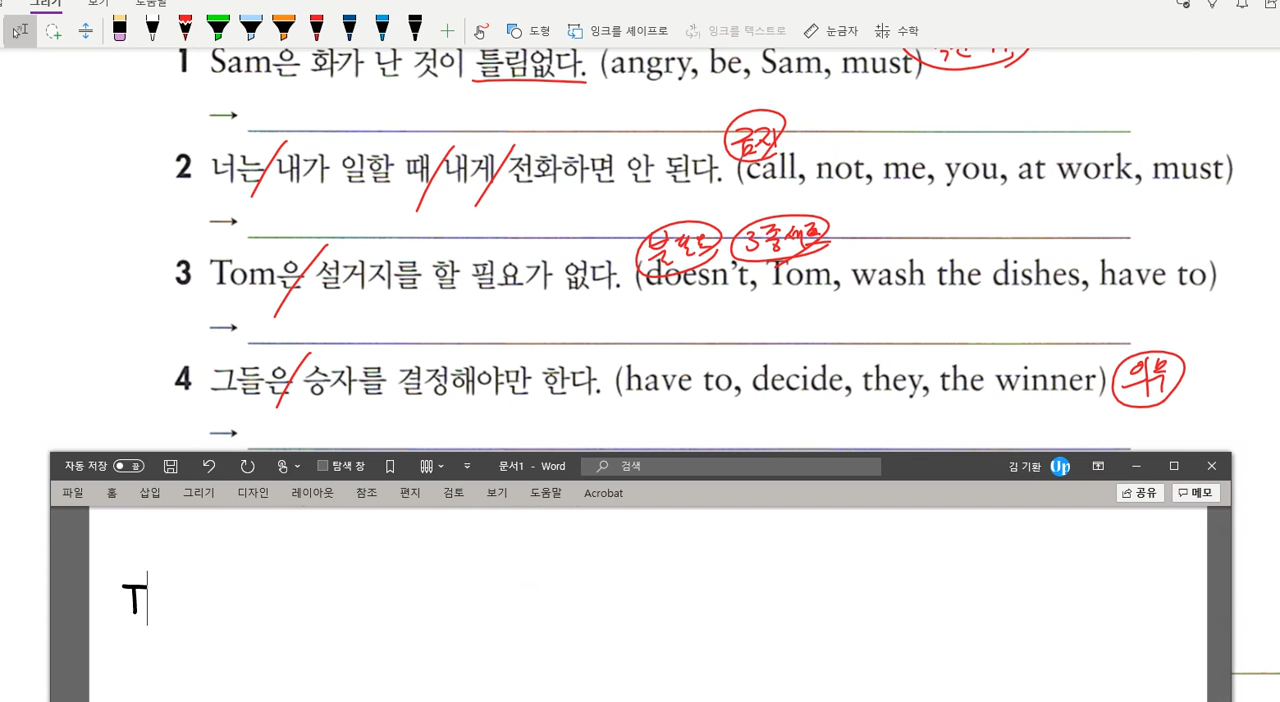 그리기 보기 도움말
도형 잉크를 셰이프로 잉크를 텍스트로 눈금자 수학
1 Sam은 화가 난 것이 틀림없다. (angry, be, Sam, must)
→
금지
2 너는 내가 일할 때 내게 전화하면 안 된다. (call, not, me, you, at work, must)
→
불필요 3종세트
3 Tom은 설거지를 할 필요가 없다. (doesn't, Tom, wash the dishes, have to)
→
4 그들은 승자를 결정해야만 한다. (have to, decide, they, the winner) 의무
→
자동 저장 끔 탐색 창 문서1 - Word 검색 김 기환 Up
파일 홈 삽입 그리기 디자인 레이아웃 참조 편지 검토 보기 도움말 Acrobat 공유 메모
T